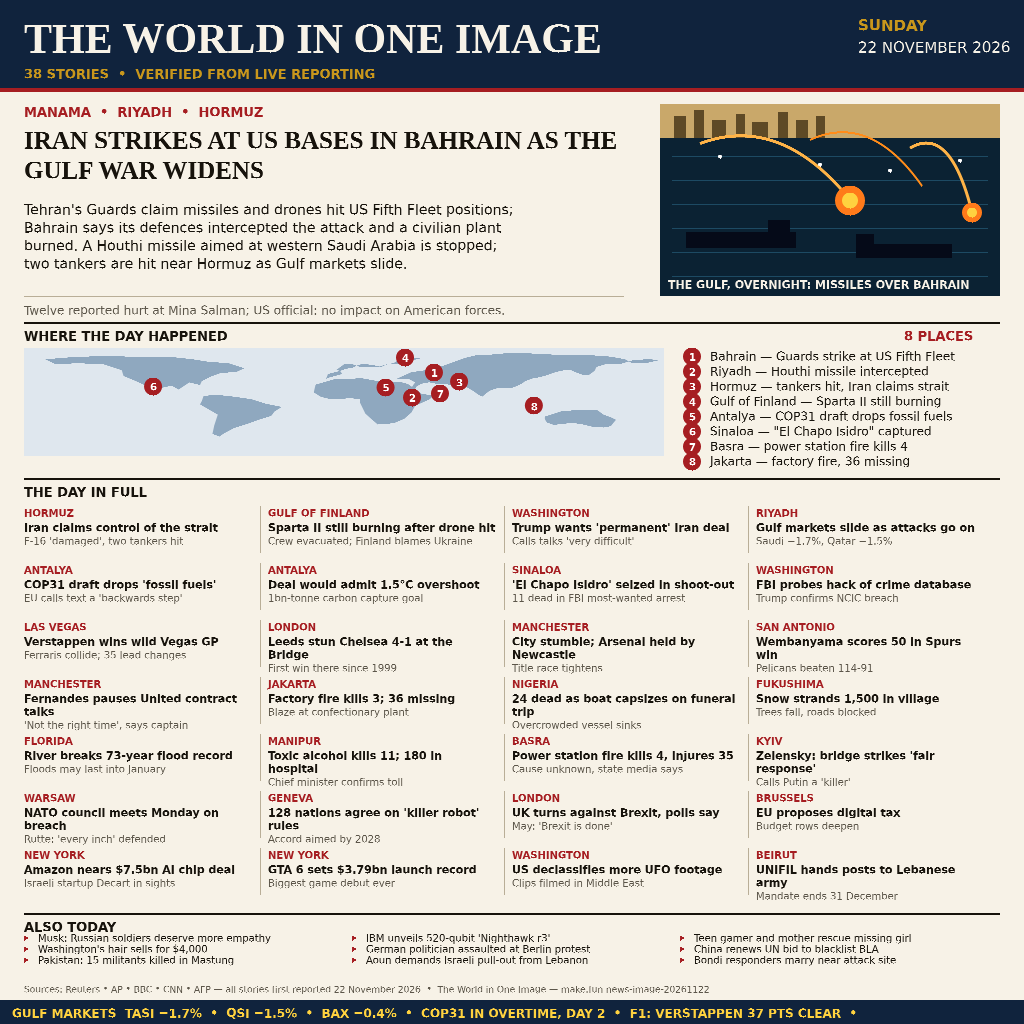 THE WORLD IN ONE IMAGE
SUNDAY
22 NOVEMBER 2026
38 STORIES • VERIFIED FROM LIVE REPORTING
MANAMA • RIYADH • HORMUZ
IRAN STRIKES AT US BASES IN BAHRAIN AS THE
GULF WAR WIDENS
Tehran's Guards claim missiles and drones hit US Fifth Fleet positions;
Bahrain says its defences intercepted the attack and a civilian plant
burned. A Houthi missile aimed at western Saudi Arabia is stopped;
two tankers are hit near Hormuz as Gulf markets slide.
Twelve reported hurt at Mina Salman; US official: no impact on American forces.
THE GULF, OVERNIGHT: MISSILES OVER BAHRAIN
WHERE THE DAY HAPPENED
8 PLACES
4
1
3
5
6
7
2
8
1 Bahrain — Guards strike at US Fifth Fleet
2 Riyadh — Houthi missile intercepted
3 Hormuz — tankers hit, Iran claims strait
4 Gulf of Finland — Sparta II still burning
5 Antalya — COP31 draft drops fossil fuels
6 Sinaloa — "El Chapo Isidro" captured
7 Basra — power station fire kills 4
8 Jakarta — factory fire, 36 missing
THE DAY IN FULL
HORMUZ
Iran claims control of the strait
F-16 'damaged', two tankers hit
GULF OF FINLAND
Sparta II still burning after drone hit
Crew evacuated; Finland blames Ukraine
WASHINGTON
Trump wants 'permanent' Iran deal
Calls talks 'very difficult'
RIYADH
Gulf markets slide as attacks go on
Saudi −1.7%, Qatar −1.5%
ANTALYA
COP31 draft drops 'fossil fuels'
EU calls text a 'backwards step'
ANTALYA
Deal would admit 1.5°C overshoot
1bn-tonne carbon capture goal
SINALOA
'El Chapo Isidro' seized in shoot-out
11 dead in FBI most-wanted arrest
WASHINGTON
FBI probes hack of crime database
Trump confirms NCIC breach
LAS VEGAS
Verstappen wins wild Vegas GP
Ferraris collide; 35 lead changes
LONDON
Leeds stun Chelsea 4-1 at the
Bridge
First win there since 1999
MANCHESTER
City stumble; Arsenal held by
Newcastle
Title race tightens
SAN ANTONIO
Wembanyama scores 50 in Spurs
win
Pelicans beaten 114-91
MANCHESTER
Fernandes pauses United contract
talks
'Not the right time', says captain
JAKARTA
Factory fire kills 3; 36 missing
Blaze at confectionary plant
NIGERIA
24 dead as boat capsizes on funeral
trip
Overcrowded vessel sinks
FUKUSHIMA
Snow strands 1,500 in village
Trees fall, roads blocked
FLORIDA
River breaks 73-year flood record
Floods may last into January
MANIPUR
Toxic alcohol kills 11; 180 in
hospital
Chief minister confirms toll
BASRA
Power station fire kills 4, injures 35
Cause unknown, state media says
KYIV
Zelensky: bridge strikes 'fair
response'
Calls Putin a 'killer'
WARSAW
NATO council meets Monday on
breach
Rutte: 'every inch' defended
GENEVA
128 nations agree on 'killer robot'
rules
Accord aimed by 2028
LONDON
UK turns against Brexit, polls say
May: 'Brexit is done'
BRUSSELS
EU proposes digital tax
Budget rows deepen
NEW YORK
Amazon nears $7.5bn AI chip deal
Israeli startup Decart in sights
NEW YORK
GTA 6 sets $3.79bn launch record
Biggest game debut ever
WASHINGTON
US declassifies more UFO footage
Clips filmed in Middle East
BEIRUT
UNIFIL hands posts to Lebanese
army
Mandate ends 31 December
ALSO TODAY
Musk: Russian soldiers deserve more empathy
Washington's hair sells for $4,000
Pakistan: 15 militants killed in Mastung
IBM unveils 520-qubit 'Nighthawk r3'
German politician assaulted at Berlin protest
Aoun demands Israeli pull-out from Lebanon
Teen gamer and mother rescue missing girl
China renews UN bid to blacklist BLA
Bondi responders marry near attack site
Sources: Reuters • AP • BBC • CNN • AFP — all stories first reported 22 November 2026 • The World in One Image — make.fun news-image-20261122
GULF MARKETS TASI −1.7% • QSI −1.5% • BAX −0.4% • COP31 IN OVERTIME, DAY 2 • F1: VERSTAPPEN 37 PTS CLEAR •